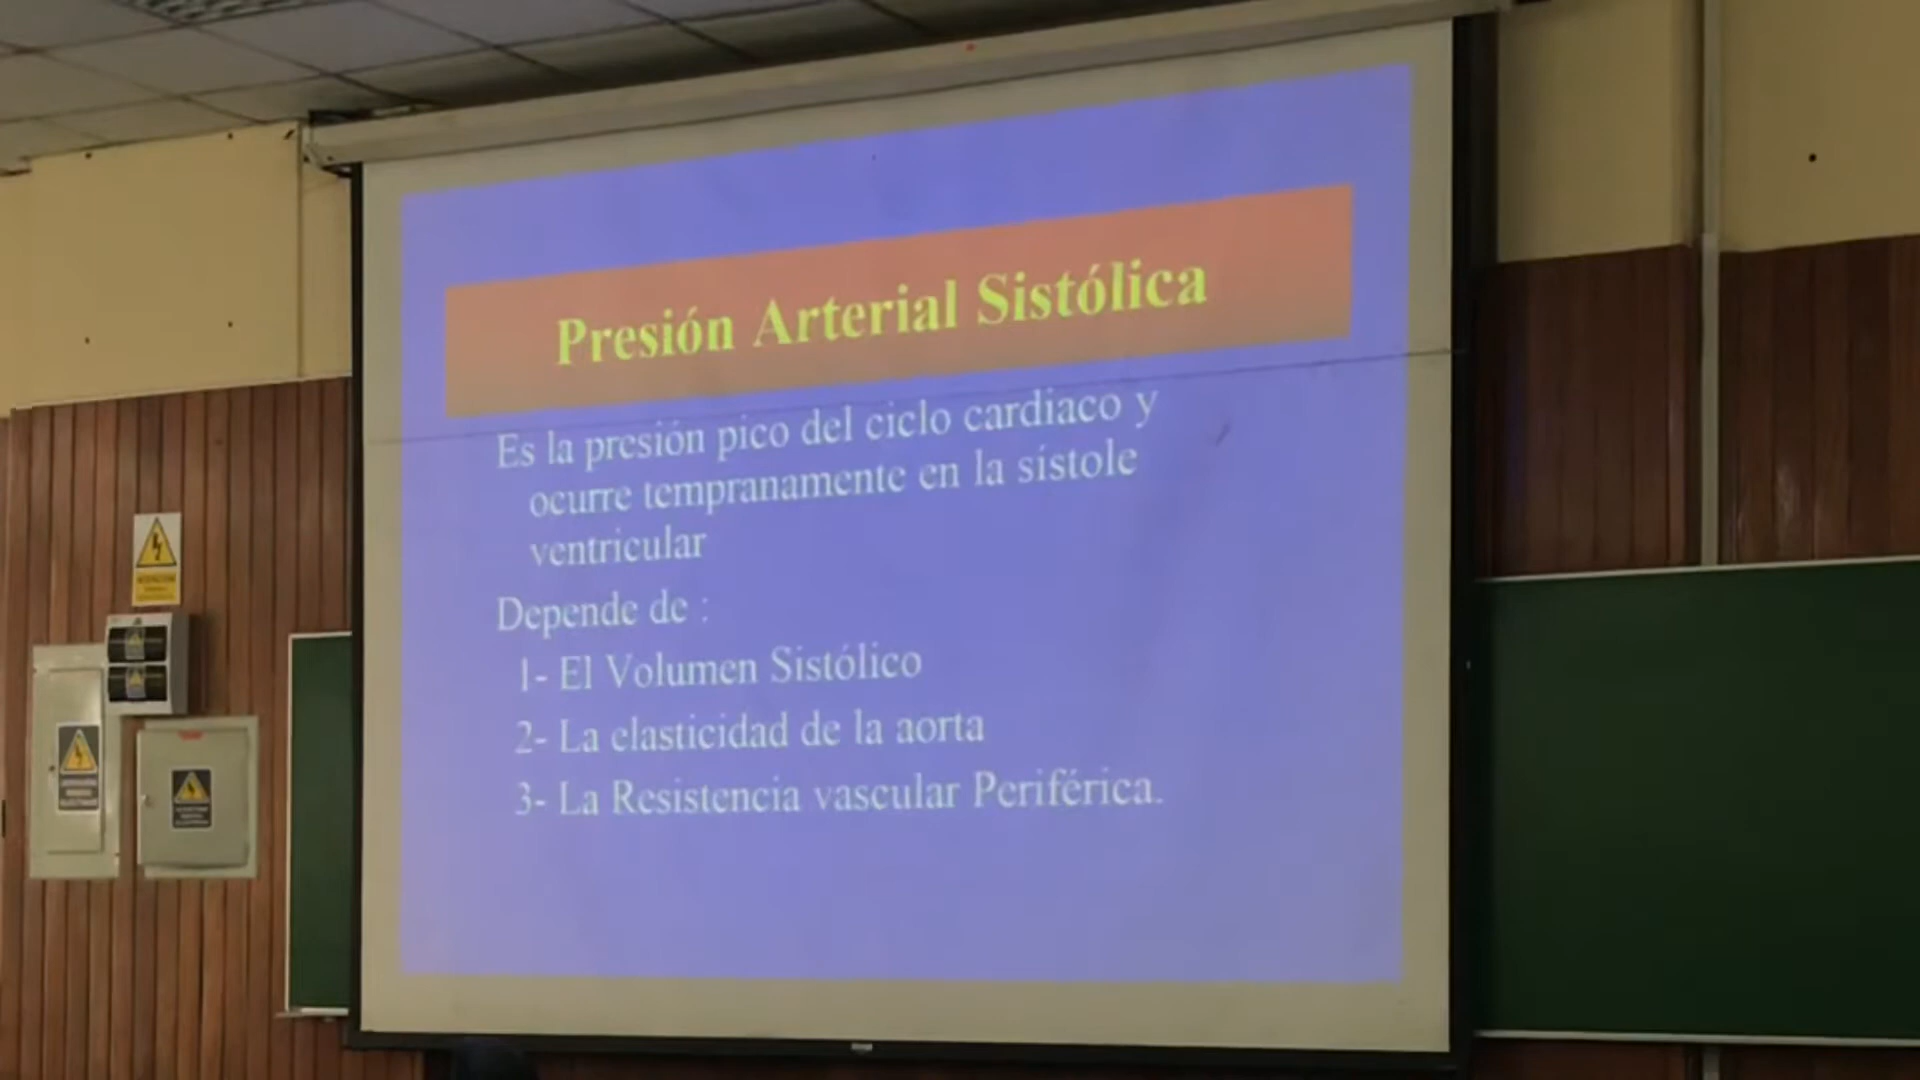 Presión Arterial Sistólica
Es la presión pico del ciclo cardiaco y
ocurre tempranamente en la sístole
ventricular
Depende de :
1- El Volumen Sistólico
2- La elasticidad de la aorta
3- La Resistencia vascular Periférica.